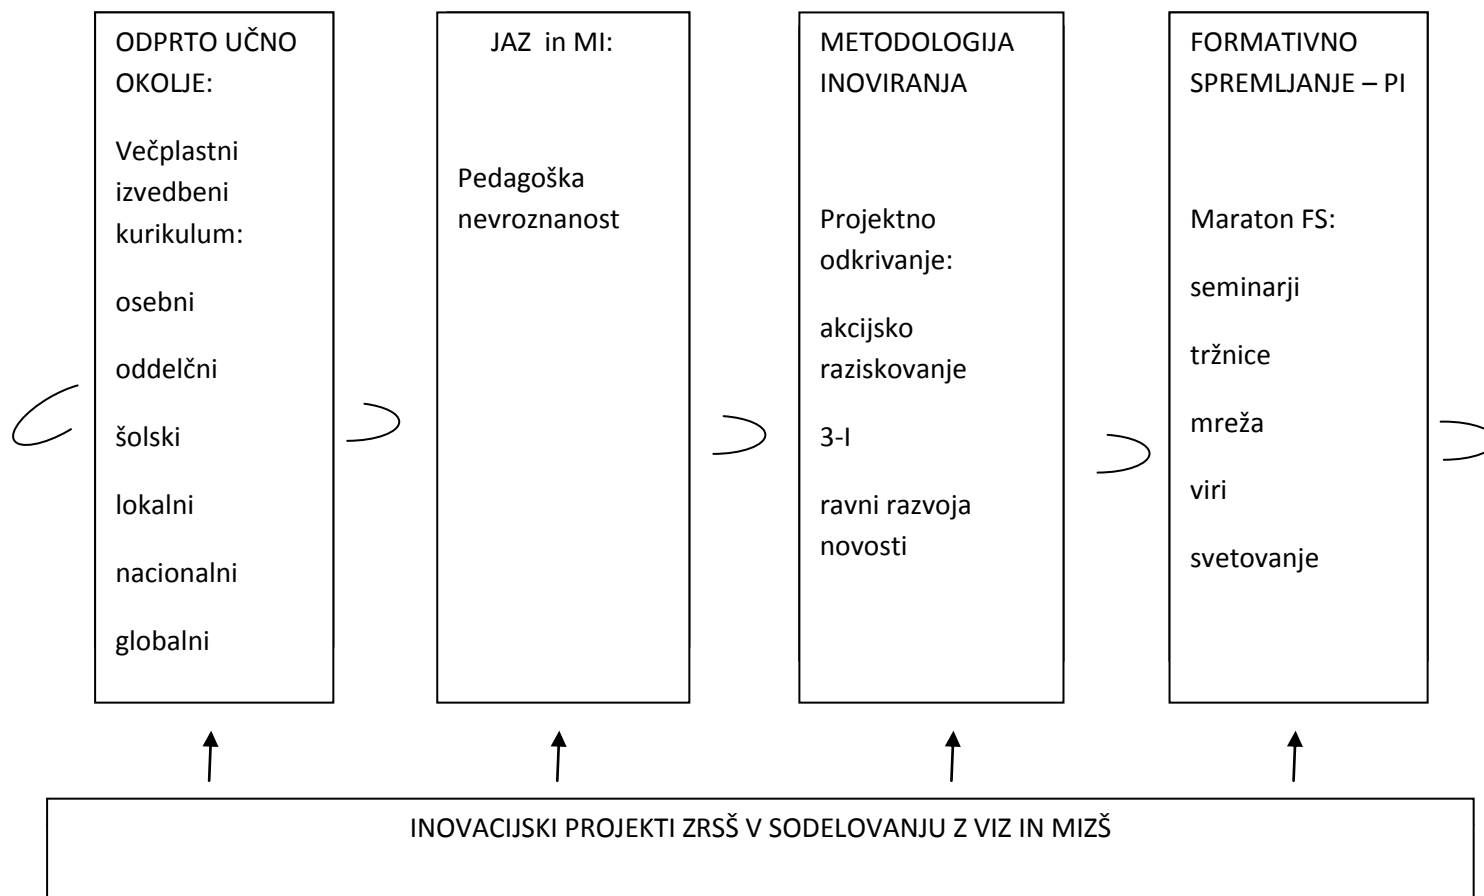 ODPRTO UČNO
OKOLJE:
Večplastni
izvedbeni
kurikulum:
osebni
oddelčni
šolski
lokalni
nacionalni
globalni
JAZ in MI:
Pedagoška
nevroznanost
METODOLOGIJA
INOVIRANJA
Projektno
odkrivanje:
akcijsko
raziskovanje
3-I
ravni razvoja
novosti
FORMATIVNO
SPREMLJANJE – PI
Maraton FS:
seminarji
tržnice
mreža
viri
svetovanje
INOVACIJSKI PROJEKTI ZRSŠ V SODELOVANJU Z VIZ IN MIZŠ